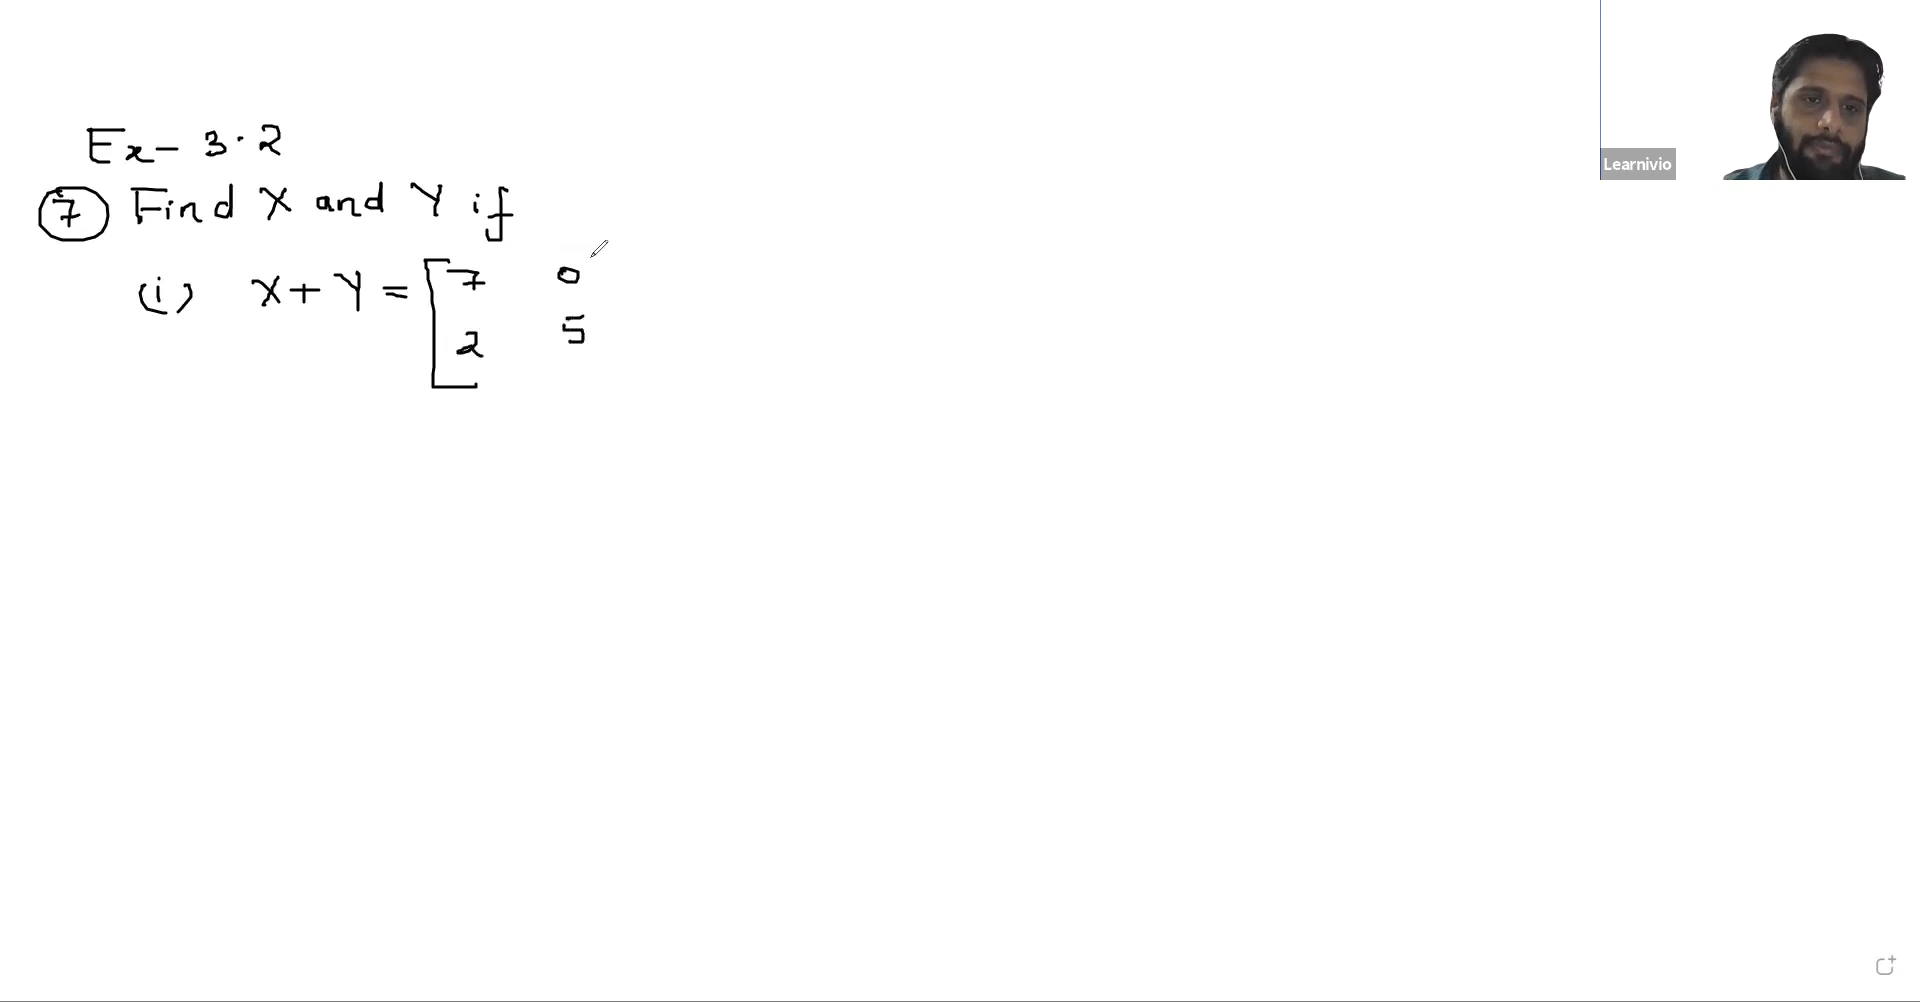 Ex- 3.2
7 Find X and Y if
(i) X + Y = [7 0
2 5
Learnivio